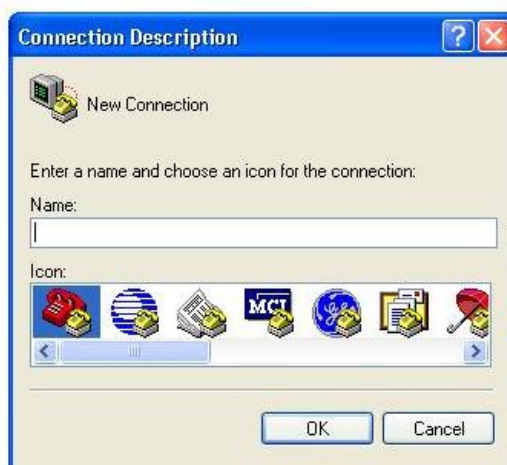 Connection Description
New Connection
Enter a name and choose an icon for the connection:
Name:
Icon:
MCI
OK
Cancel